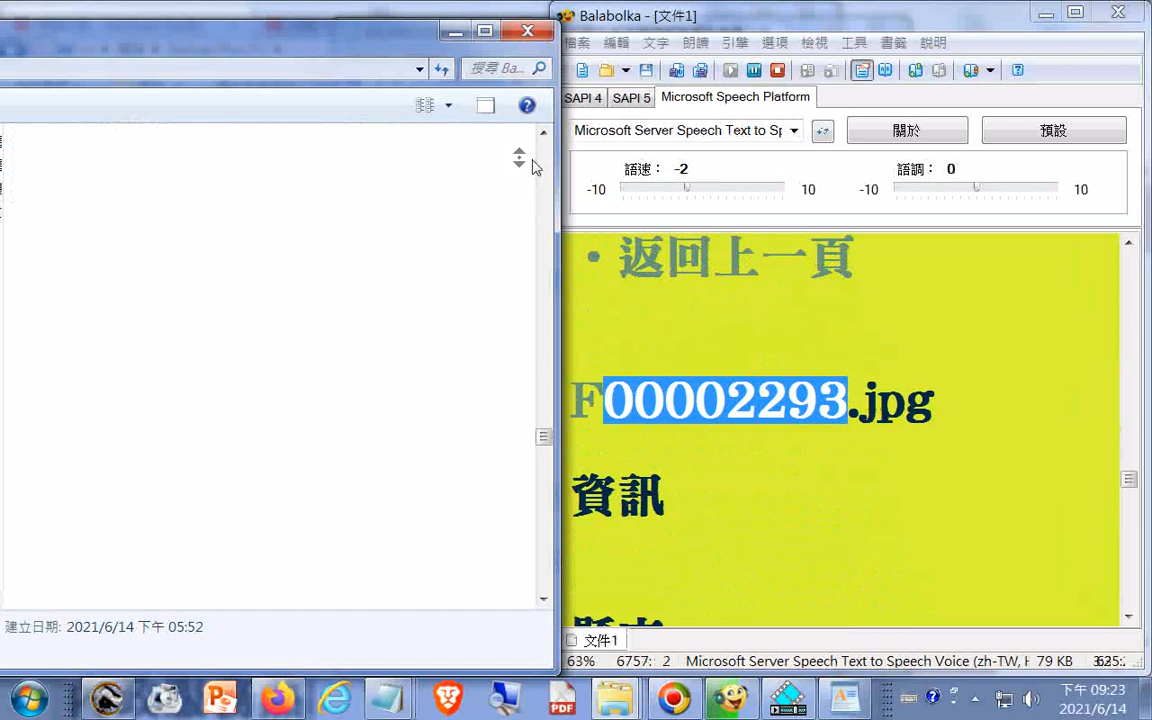 搜尋 Ba...
建立日期: 2021/6/14 下午 05:52
Balabolka - [文件1]
檔案 編輯 文字 朗讀 引擎 選項 檢視 工具 書籤 說明
SAPI 4 SAPI 5 Microsoft Speech Platform
Microsoft Server Speech Text to Sp
關於 預設
語速： -2 語調： 0
-10 10 -10 10
• 返回上一頁
F00002293.jpg
資訊
文件1
63% 6757: 2 Microsoft Server Speech Text to Speech Voice (zh-TW, H 79 KB
PDF
下午 09:23
2021/6/14